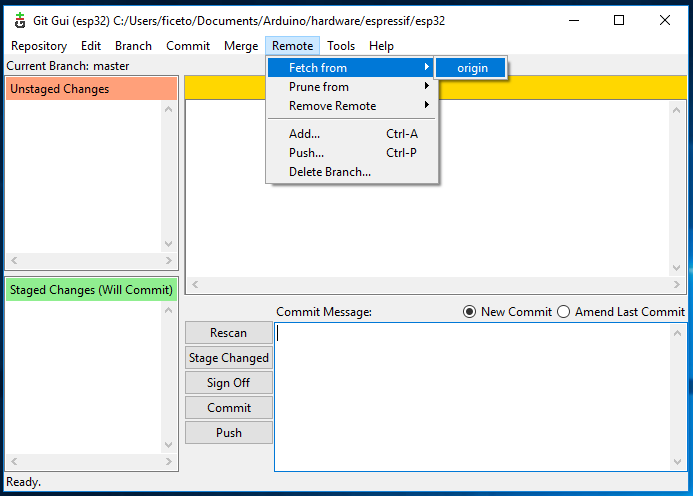 Git Gui (esp32) C:/Users/ficeto/Documents/Arduino/hardware/espressif/esp32
Repository Edit Branch Commit Merge Remote Tools Help
Current Branch: master
Fetch from origin
Prune from
Remove Remote
Add... Ctrl-A
Push... Ctrl-P
Delete Branch...
Unstaged Changes
Staged Changes (Will Commit)
Commit Message: New Commit Amend Last Commit
Rescan
Stage Changed
Sign Off
Commit
Push
Ready.